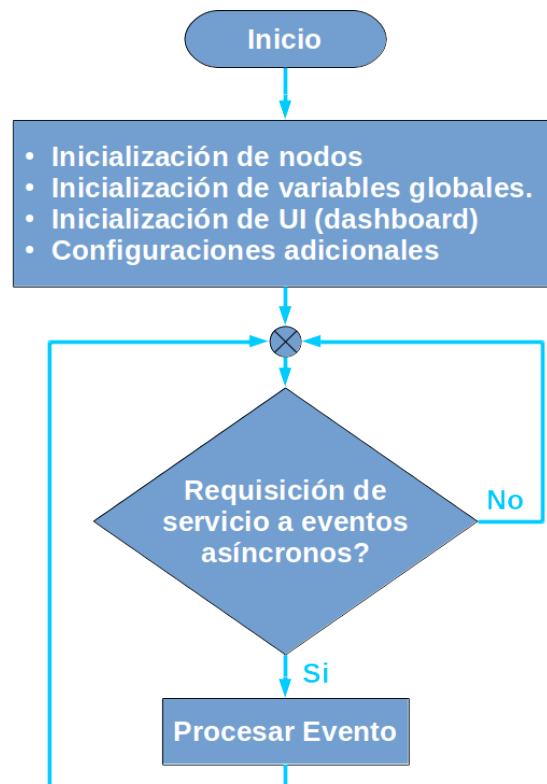 Inicio
• Inicialización de nodos
• Inicialización de variables globales.
• Inicialización de UI (dashboard)
• Configuraciones adicionales
Requisición de
servicio a eventos
asíncronos?
No
Si
Procesar Evento